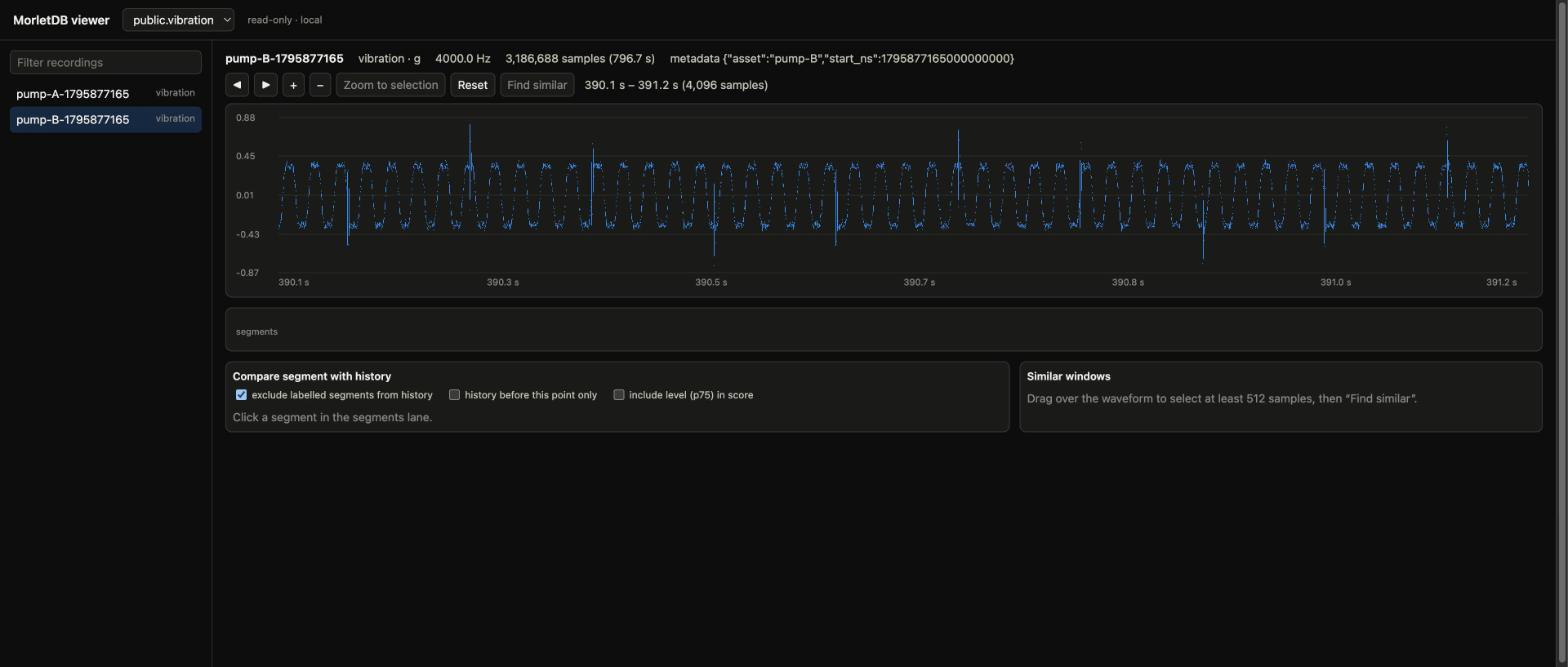 MorletDB viewer public.vibration read-only · local
Filter recordings
pump-A-1795877165 vibration
pump-B-1795877165 vibration
pump-B-1795877165 vibration · g 4000.0 Hz 3,186,688 samples (796.7 s) metadata {"asset":"pump-B","start_ns":1795877165000000000}
◀ ▶ + − Zoom to selection Reset Find similar 390.1 s – 391.2 s (4,096 samples)
0.88
0.45
0.01
-0.43
-0.87
390.1 s 390.3 s 390.5 s 390.7 s 390.8 s 391.0 s 391.2 s
segments
Compare segment with history
exclude labelled segments from history history before this point only include level (p75) in score
Click a segment in the segments lane.
Similar windows
Drag over the waveform to select at least 512 samples, then “Find similar”.